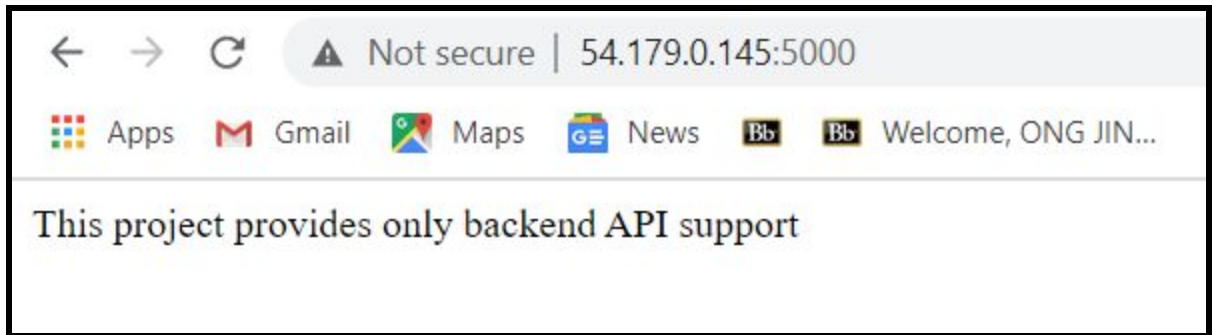 Not secure | 54.179.0.145:5000
Apps Gmail Maps GE News Bb Bb Welcome, ONG JIN...
This project provides only backend API support